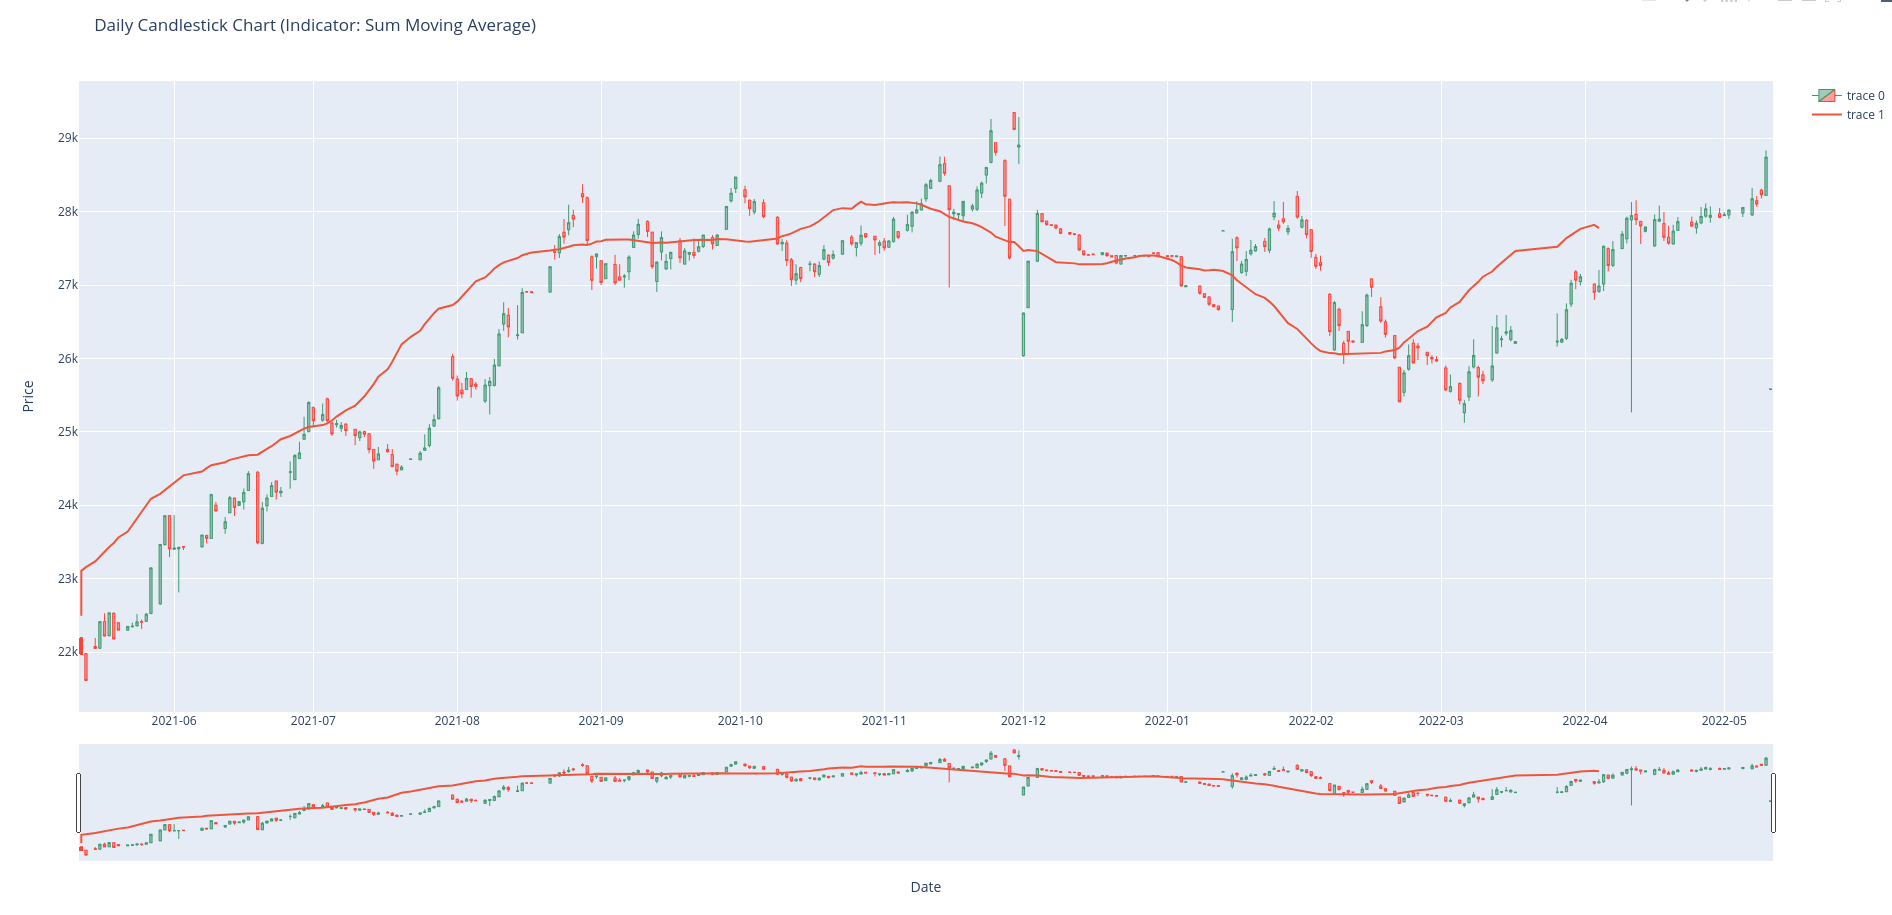 Daily Candlestick Chart (Indicator: Sum Moving Average)
trace 0
trace 1
Price
29k
28k
27k
26k
25k
24k
23k
22k
2021-06
2021-07
2021-08
2021-09
2021-10
2021-11
2021-12
2022-01
2022-02
2022-03
2022-04
2022-05
Date